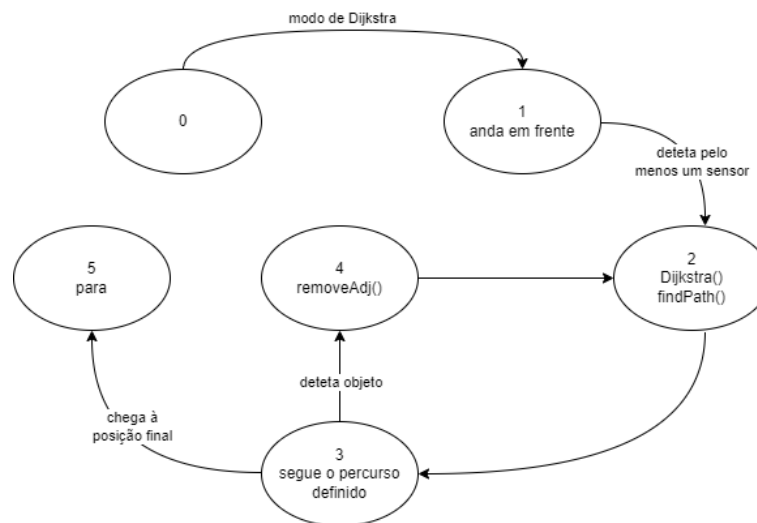 modo de Dijkstra
0
1
anda em frente
deteta pelo
menos um sensor
5
para
4
removeAdj()
2
Dijkstra()
findPath()
deteta objeto
chega à
posição final
3
segue o percurso
definido